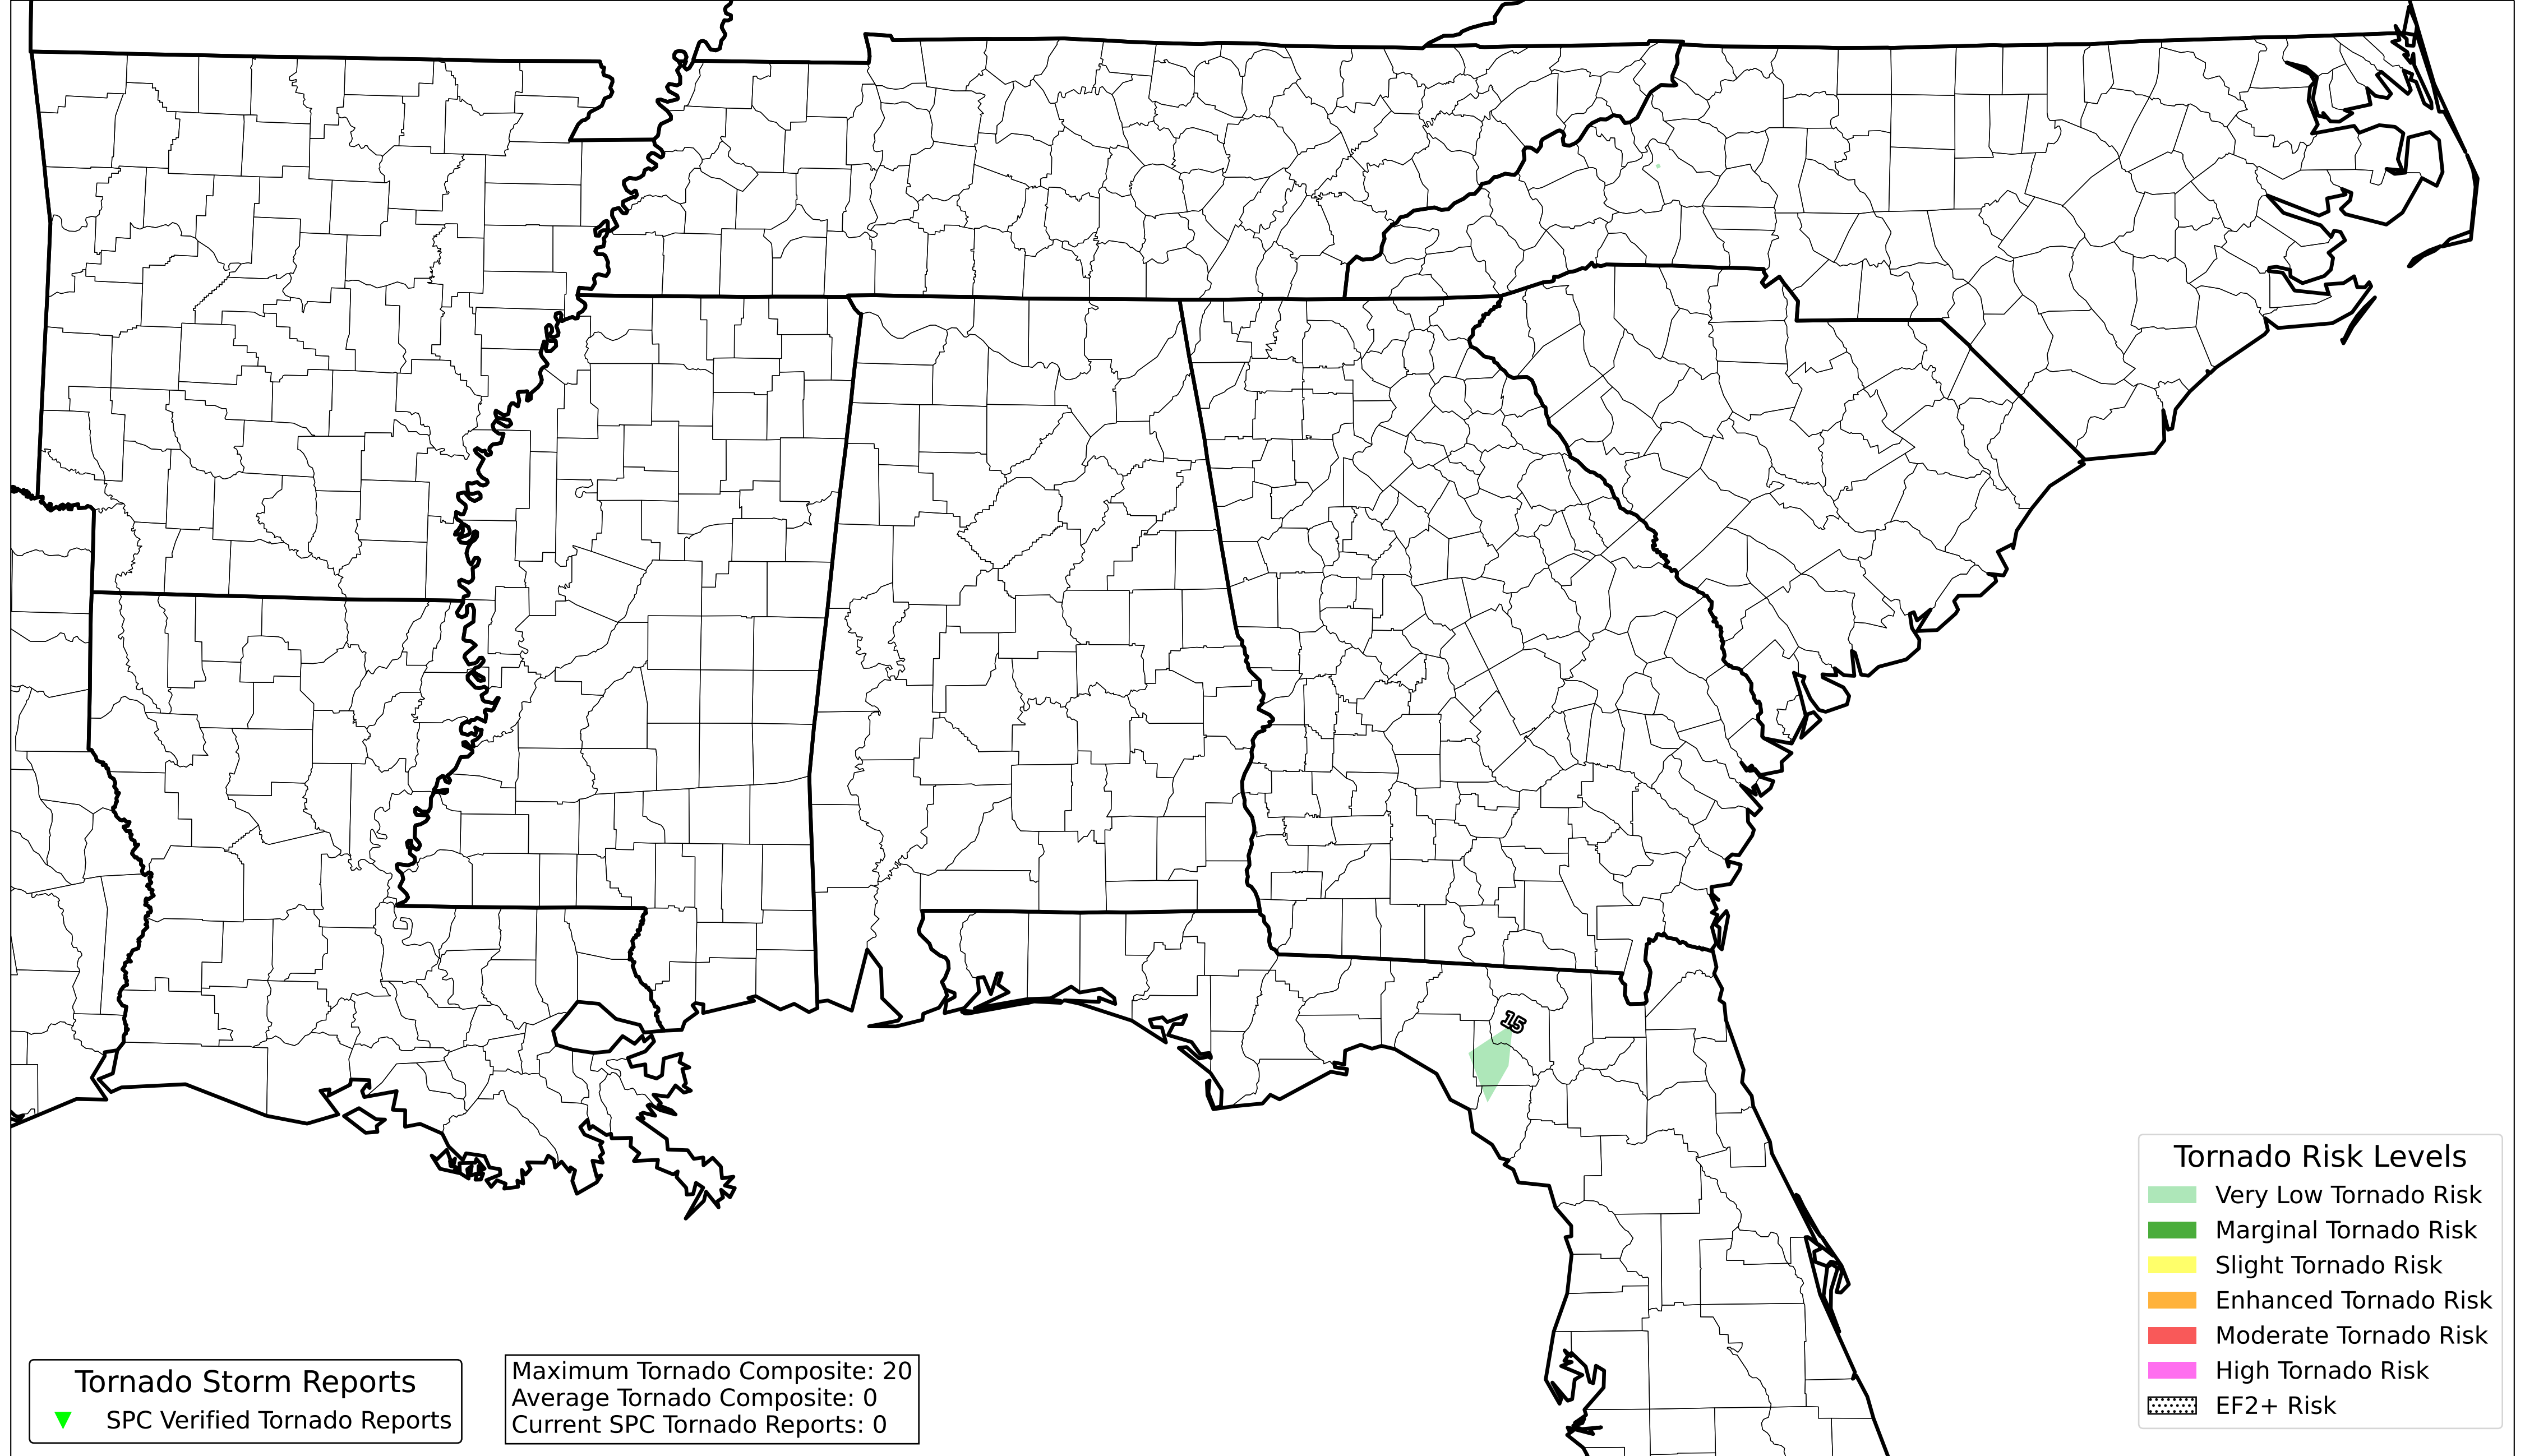 15
Tornado Storm Reports
SPC Verified Tornado Reports
Maximum Tornado Composite: 20
Average Tornado Composite: 0
Current SPC Tornado Reports: 0
Tornado Risk Levels
Very Low Tornado Risk
Marginal Tornado Risk
Slight Tornado Risk
Enhanced Tornado Risk
Moderate Tornado Risk
High Tornado Risk
EF2+ Risk